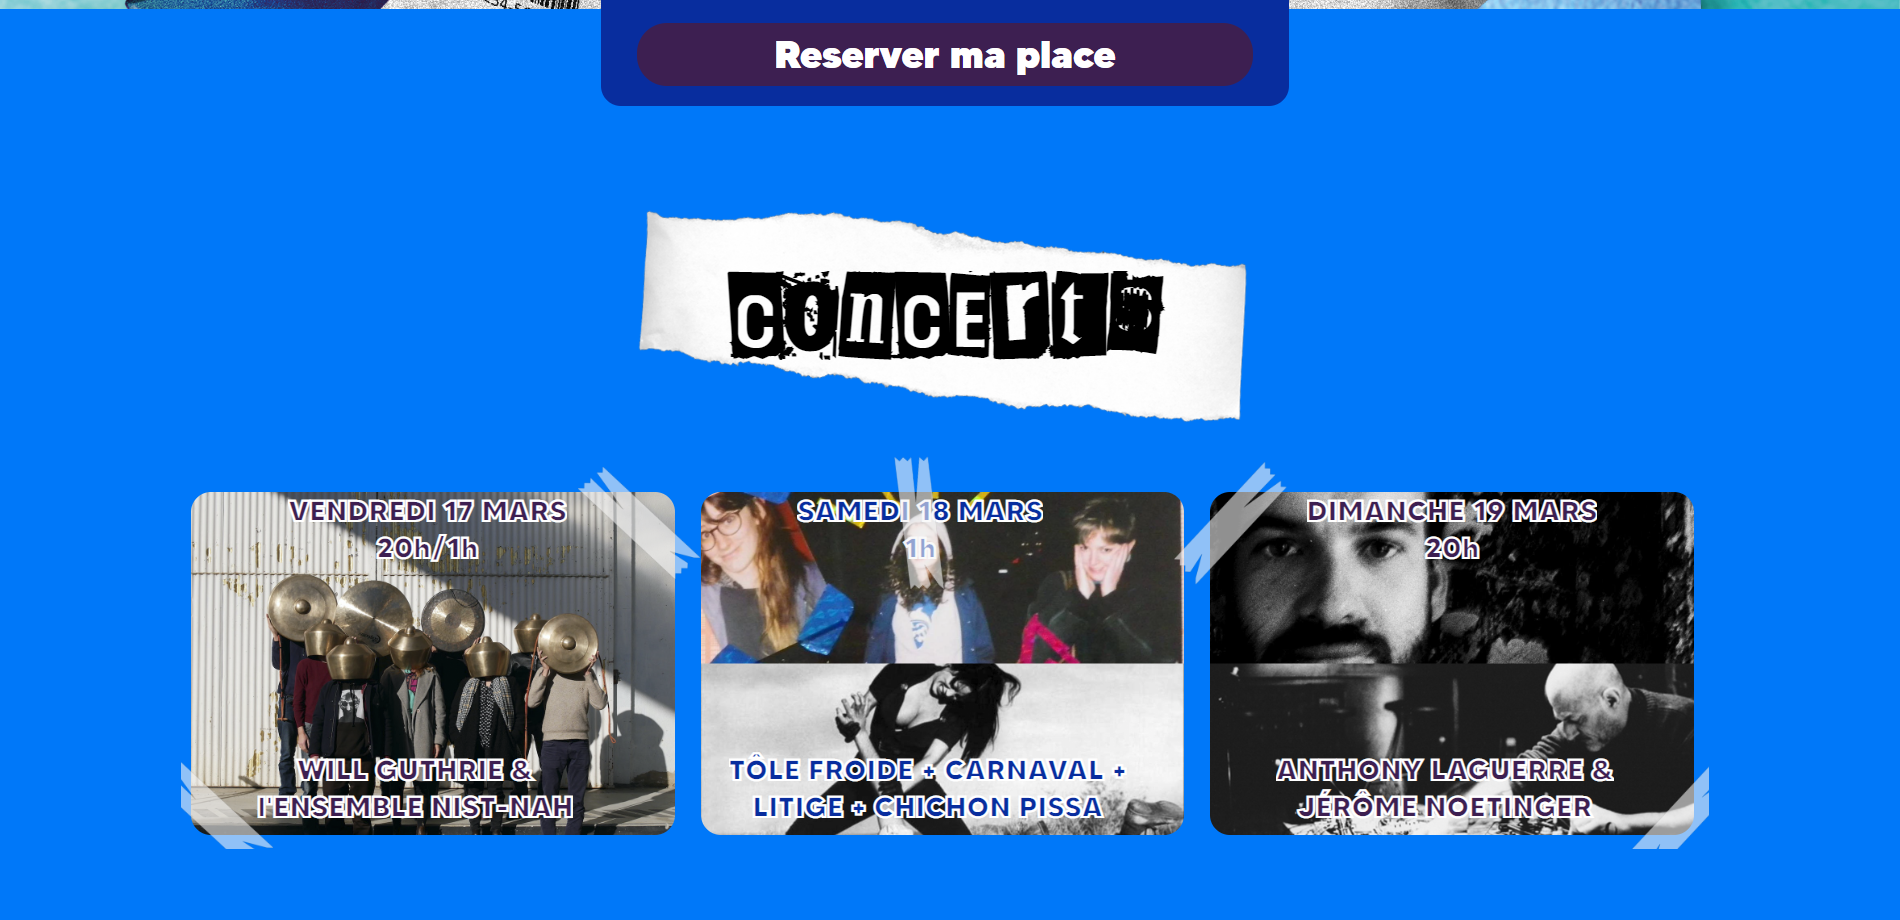 Reserver ma place
conCErts
VENDREDI 17 MARS
20h/1h
WILL GUTHRIE &
l'ENSEMBLE NIST-NAH
SAMEDI 18 MARS
1h
TÔLE FROIDE + CARNAVAL +
LITIGE + CHICHON PISSA
DIMANCHE 19 MARS
20h
ANTHONY LAGUERRE &
JÉRÔME NOETINGER